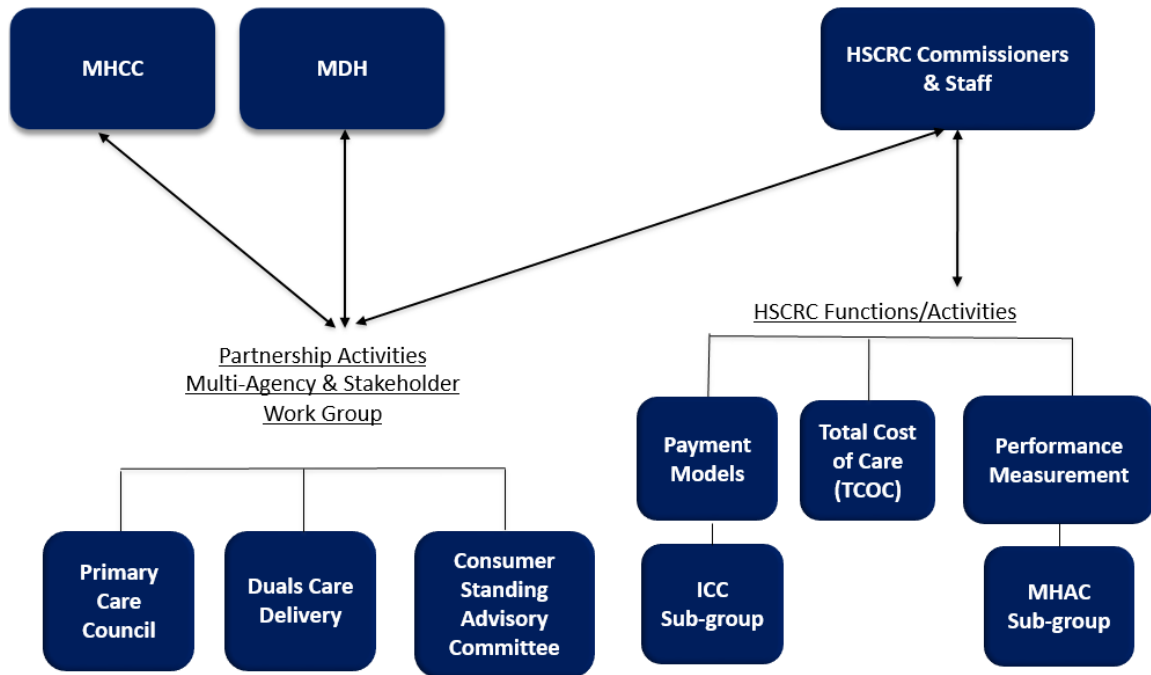 MHCC
MDH
HSCRC Commissioners
& Staff
Partnership Activities
Multi-Agency & Stakeholder
Work Group
HSCRC Functions/Activities
Payment
Models
Total Cost
of Care
(TCOC)
Performance
Measurement
Primary
Care
Council
Duals Care
Delivery
Consumer
Standing
Advisory
Committee
ICC
Sub-group
MHAC
Sub-group